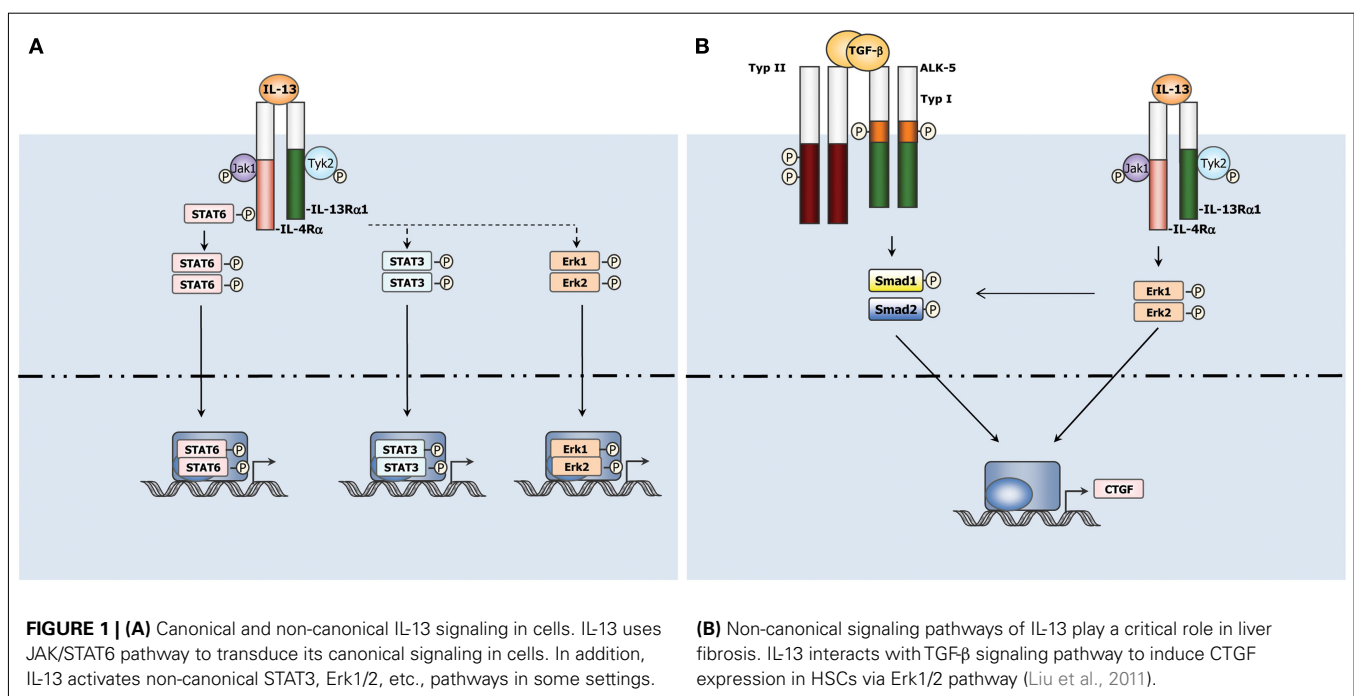 A
IL-13
Jak1
Tyk2
P
P
STAT6
P
-IL-13Rα1
-IL-4Rα
STAT6
P
STAT6
P
STAT3
P
STAT3
P
Erk1
P
Erk2
P
STAT6
P
STAT6
P
STAT3
P
STAT3
P
Erk1
P
Erk2
P
B
TGF-β
Typ II
ALK-5
Typ I
P
P
P
P
IL-13
Jak1
Tyk2
P
P
-IL-13Rα1
-IL-4Rα
Smad1
P
Smad2
P
Erk1
P
Erk2
P
CTGF
FIGURE 1 | (A) Canonical and non-canonical IL-13 signaling in cells. IL-13 uses
JAK/STAT6 pathway to transduce its canonical signaling in cells. In addition,
IL-13 activates non-canonical STAT3, Erk1/2, etc., pathways in some settings.
(B) Non-canonical signaling pathways of IL-13 play a critical role in liver
fibrosis. IL-13 interacts with TGF-β signaling pathway to induce CTGF
expression in HSCs via Erk1/2 pathway (Liu et al., 2011).